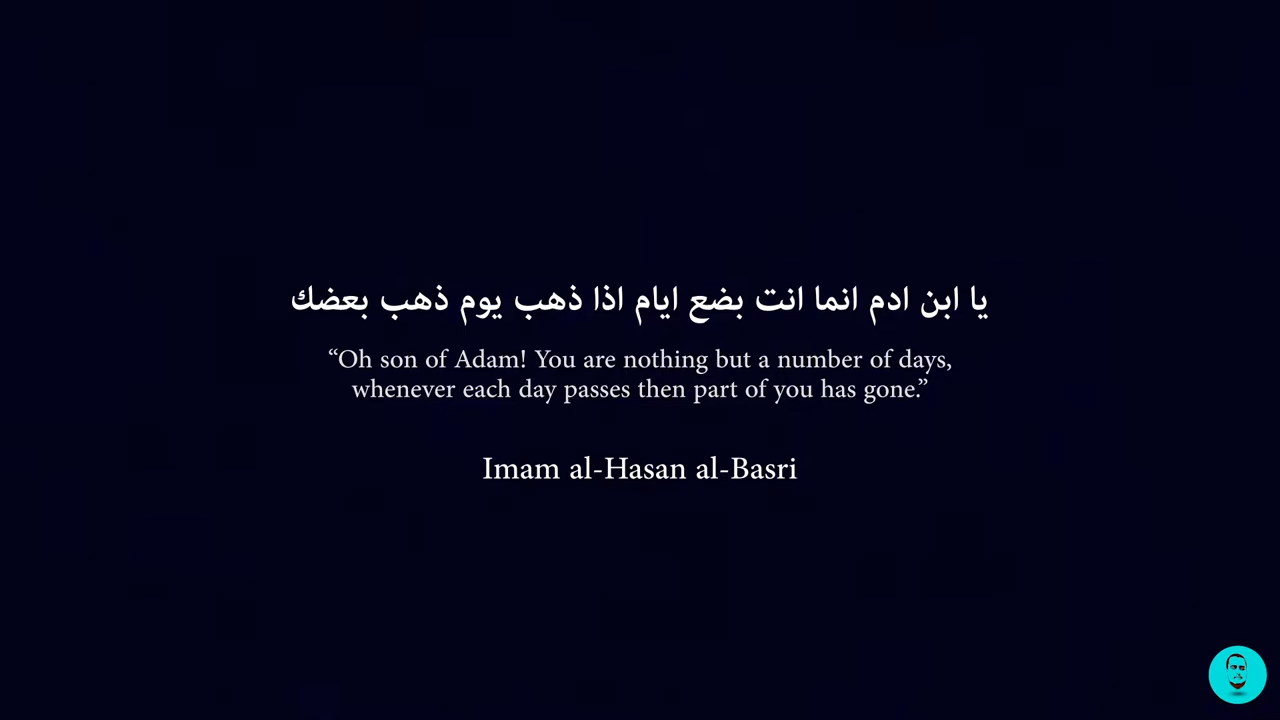 يا ابن ادم انما انت بضع ايام اذا ذهب يوم ذهب بعضك
“Oh son of Adam! You are nothing but a number of days,
whenever each day passes then part of you has gone.”
Imam al-Hasan al-Basri